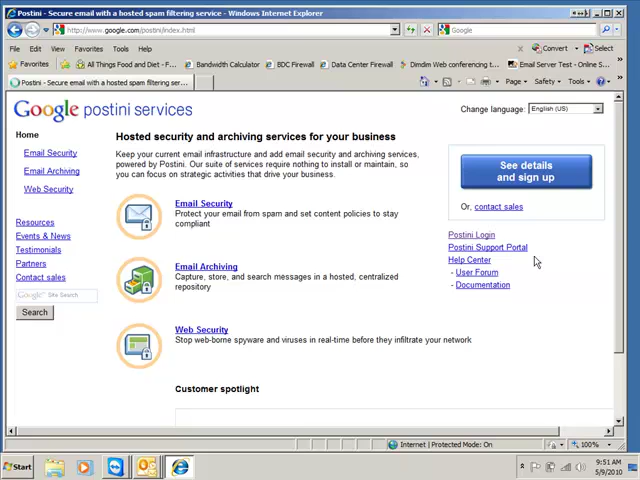 Postini - Secure email with a hosted spam filtering service - Windows Internet Explorer
http://www.google.com/postini/index.html
Google
File Edit View Favorites Tools Help
Convert Select
Favorites All Things Food and Diet - F... Bandwidth Calculator BDC Firewall Data Center Firewall Dimdim Web conferencing t... Email Server Test - Online S...
Postini - Secure email with a hosted spam filtering ser...
Page Safety Tools
Google postini services
Change language: English (US)
Home
Email Security
Email Archiving
Web Security
Resources
Events & News
Testimonials
Partners
Contact sales
Google Site Search
Search
Hosted security and archiving services for your business
Keep your current email infrastructure and add email security and archiving services,
powered by Postini. Our suite of services require nothing to install or maintain, so
you can focus on strategic activities that drive your business.
Email Security
Protect your email from spam and set content policies to stay
compliant
Email Archiving
Capture, store, and search messages in a hosted, centralized
repository
Web Security
Stop web-borne spyware and viruses in real-time before they infiltrate your network
Customer spotlight
See details
and sign up
Or, contact sales
Postini Login
Postini Support Portal
Help Center
- User Forum
- Documentation
Internet | Protected Mode: On
100%
Start
9:51 AM
5/9/2010